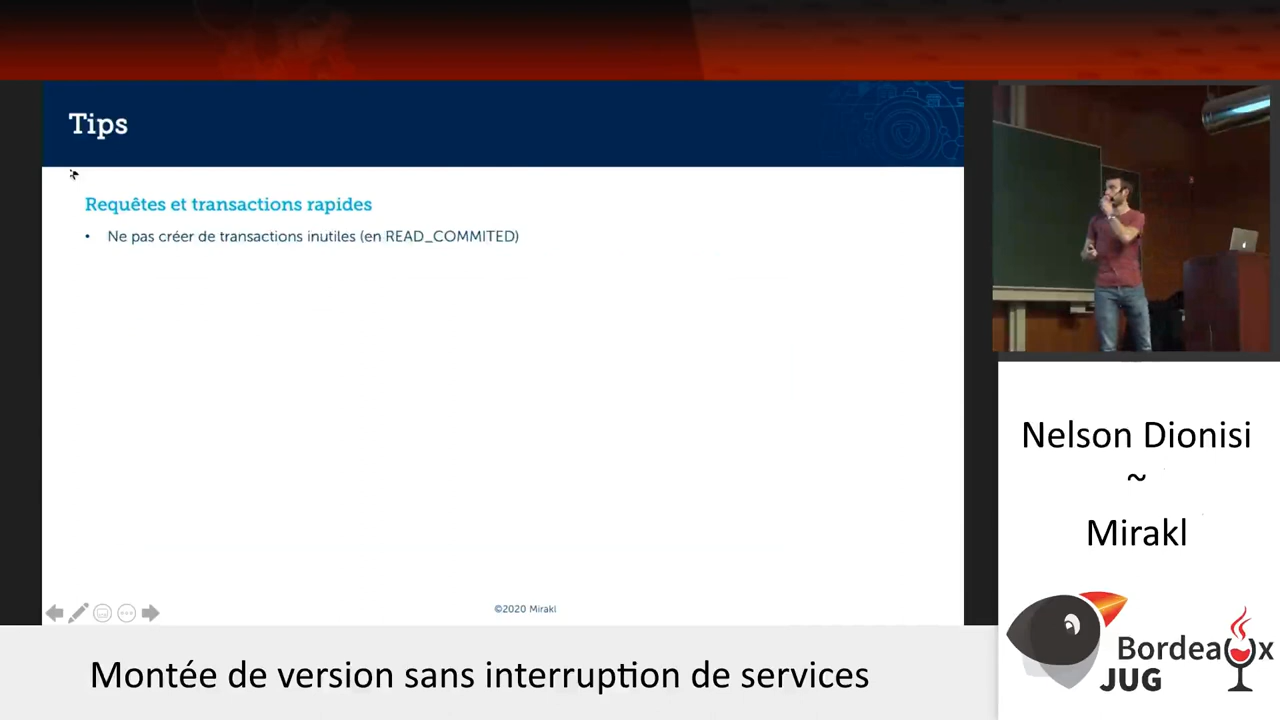 Tips
Requêtes et transactions rapides
• Ne pas créer de transactions inutiles (en READ_COMMITED)
©2020 Mirakl
Nelson Dionisi
~
Mirakl
Bordeaux
JUG
Montée de version sans interruption de services